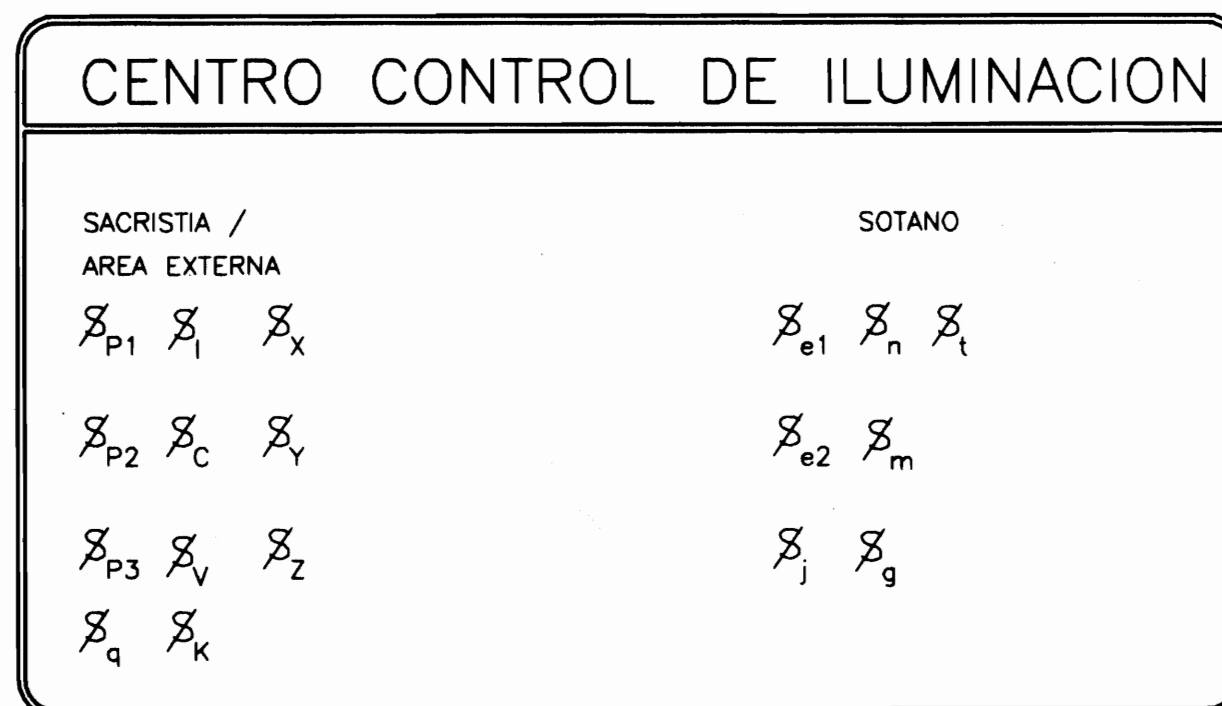 CENTRO CONTROL DE ILUMINACION
SACRISTIA /
AREA EXTERNA
$P1 $l $X
$P2 $C $Y
$P3 $V $Z
$q $K
SOTANO
$e1 $n $t
$e2 $m
$j $g